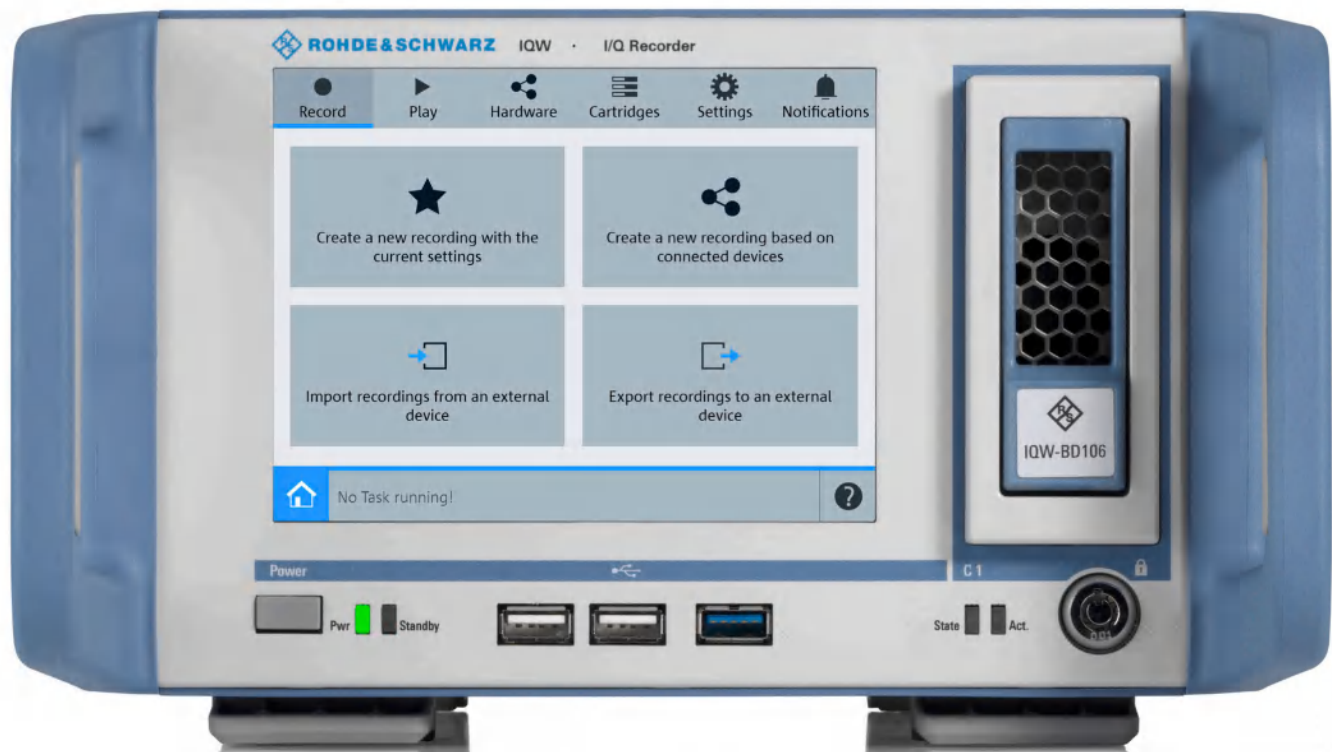 R&S ROHDE&SCHWARZ IQW · I/Q Recorder
Record Play Hardware Cartridges Settings Notifications
Create a new recording with the
current settings
Create a new recording based on
connected devices
Import recordings from an external
device
Export recordings to an external
device
No Task running!
?
R&S
IQW-BD106
Power
C 1
Pwr
Standby
State
Act.